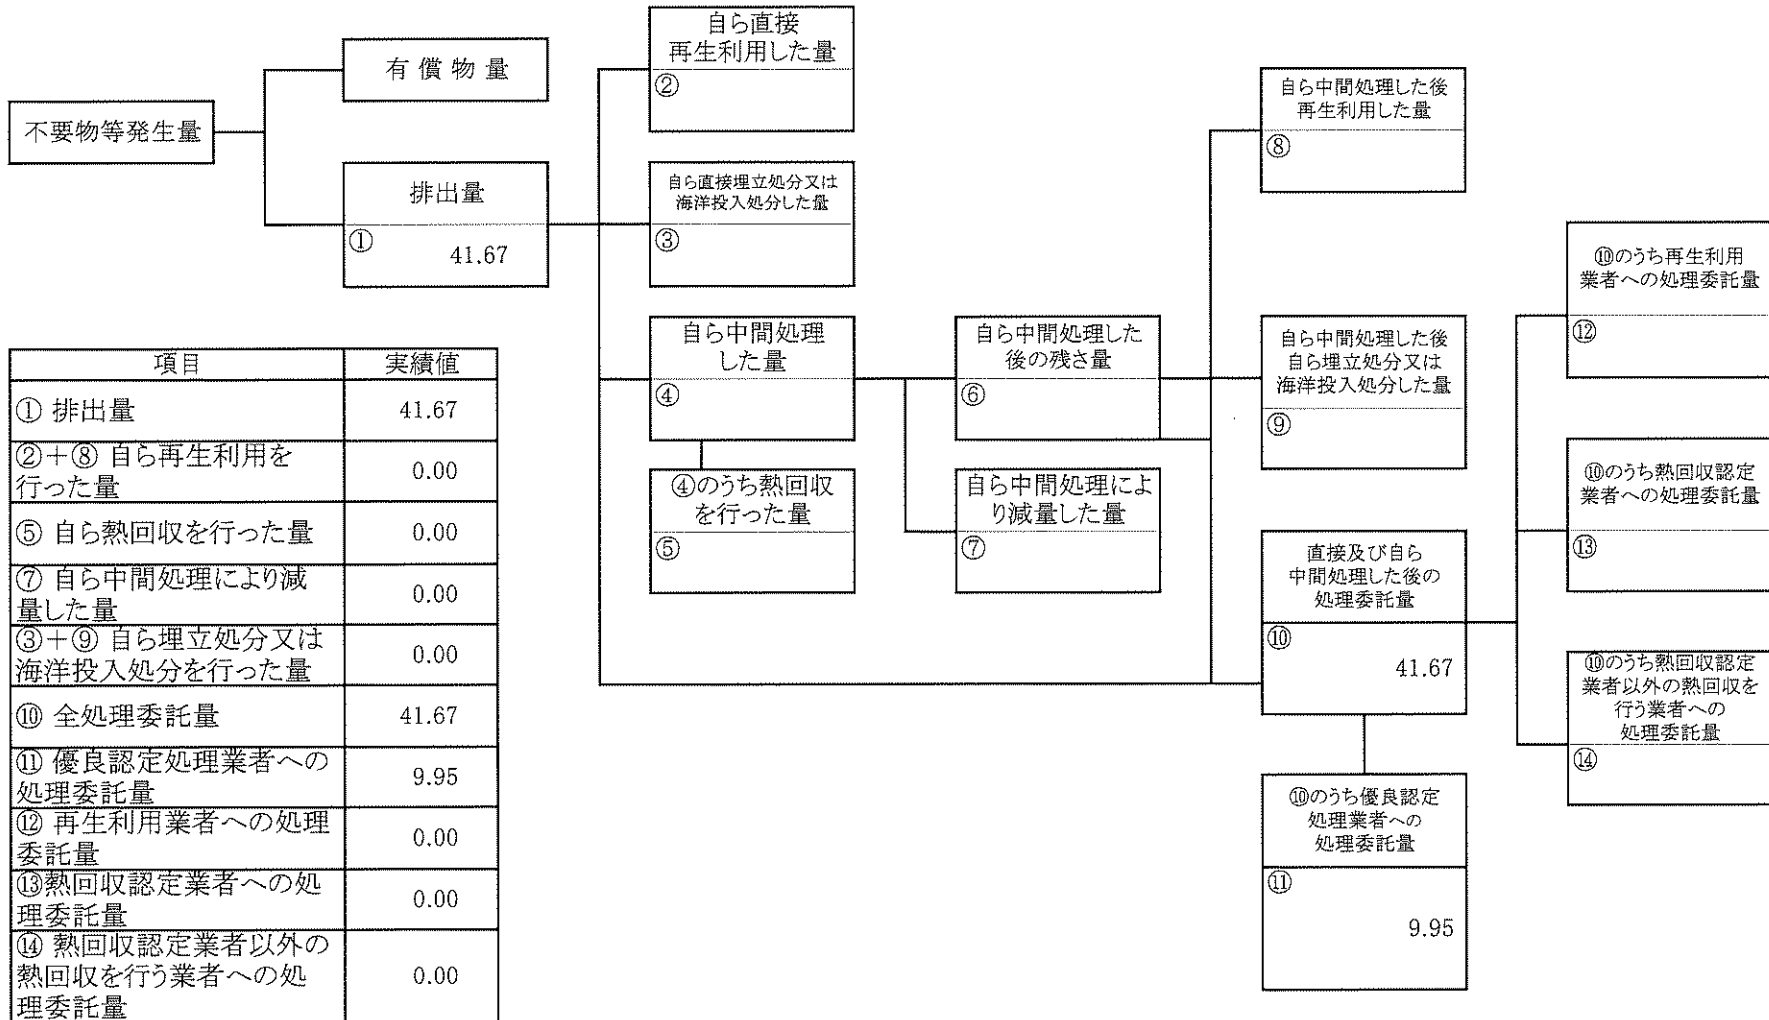 不要物等発生量
有償物量
排出量
①
41.67
自ら直接
再生利用した量
②
自ら直接埋立処分又は
海洋投入処分した量
③
自ら中間処理
した量
④
④のうち熱回収
を行った量
⑤
自ら中間処理した
後の残さ量
⑥
自ら中間処理によ
り減量した量
⑦
自ら中間処理した後
再生利用した量
⑧
自ら中間処理した後
自ら埋立処分又は
海洋投入処分した量
⑨
直接及び自ら
中間処理した後の
処理委託量
⑩
41.67
⑩のうち優良認定
処理業者への
処理委託量
⑪
9.95
⑩のうち再生利用
業者への処理委託量
⑫
⑩のうち熱回収認定
業者への処理委託量
⑬
⑩のうち熱回収認定
業者以外の熱回収を
行う業者への
処理委託量
⑭
項目 実績値
① 排出量 41.67
②+⑧ 自ら再生利用を
行った量 0.00
⑤ 自ら熱回収を行った量 0.00
⑦ 自ら中間処理により減
量した量 0.00
③+⑨ 自ら埋立処分又は
海洋投入処分を行った量 0.00
⑩ 全処理委託量 41.67
⑪ 優良認定処理業者への
処理委託量 9.95
⑫ 再生利用業者への処理
委託量 0.00
⑬熱回収認定業者への処
理委託量 0.00
⑭ 熱回収認定業者以外の
熱回収を行う業者への処
理委託量 0.00